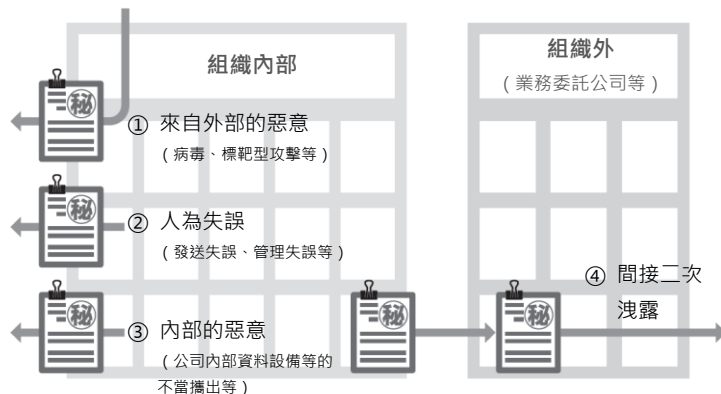 組織內部
組織外
（業務委託公司等）
秘
① 來自外部的惡意
（病毒、標靶型攻擊等）
秘
② 人為失誤
（發送失誤、管理失誤等）
秘
③ 內部的惡意
（公司內部資料設備等的
不當攜出等）
秘
秘
④ 間接二次
洩露